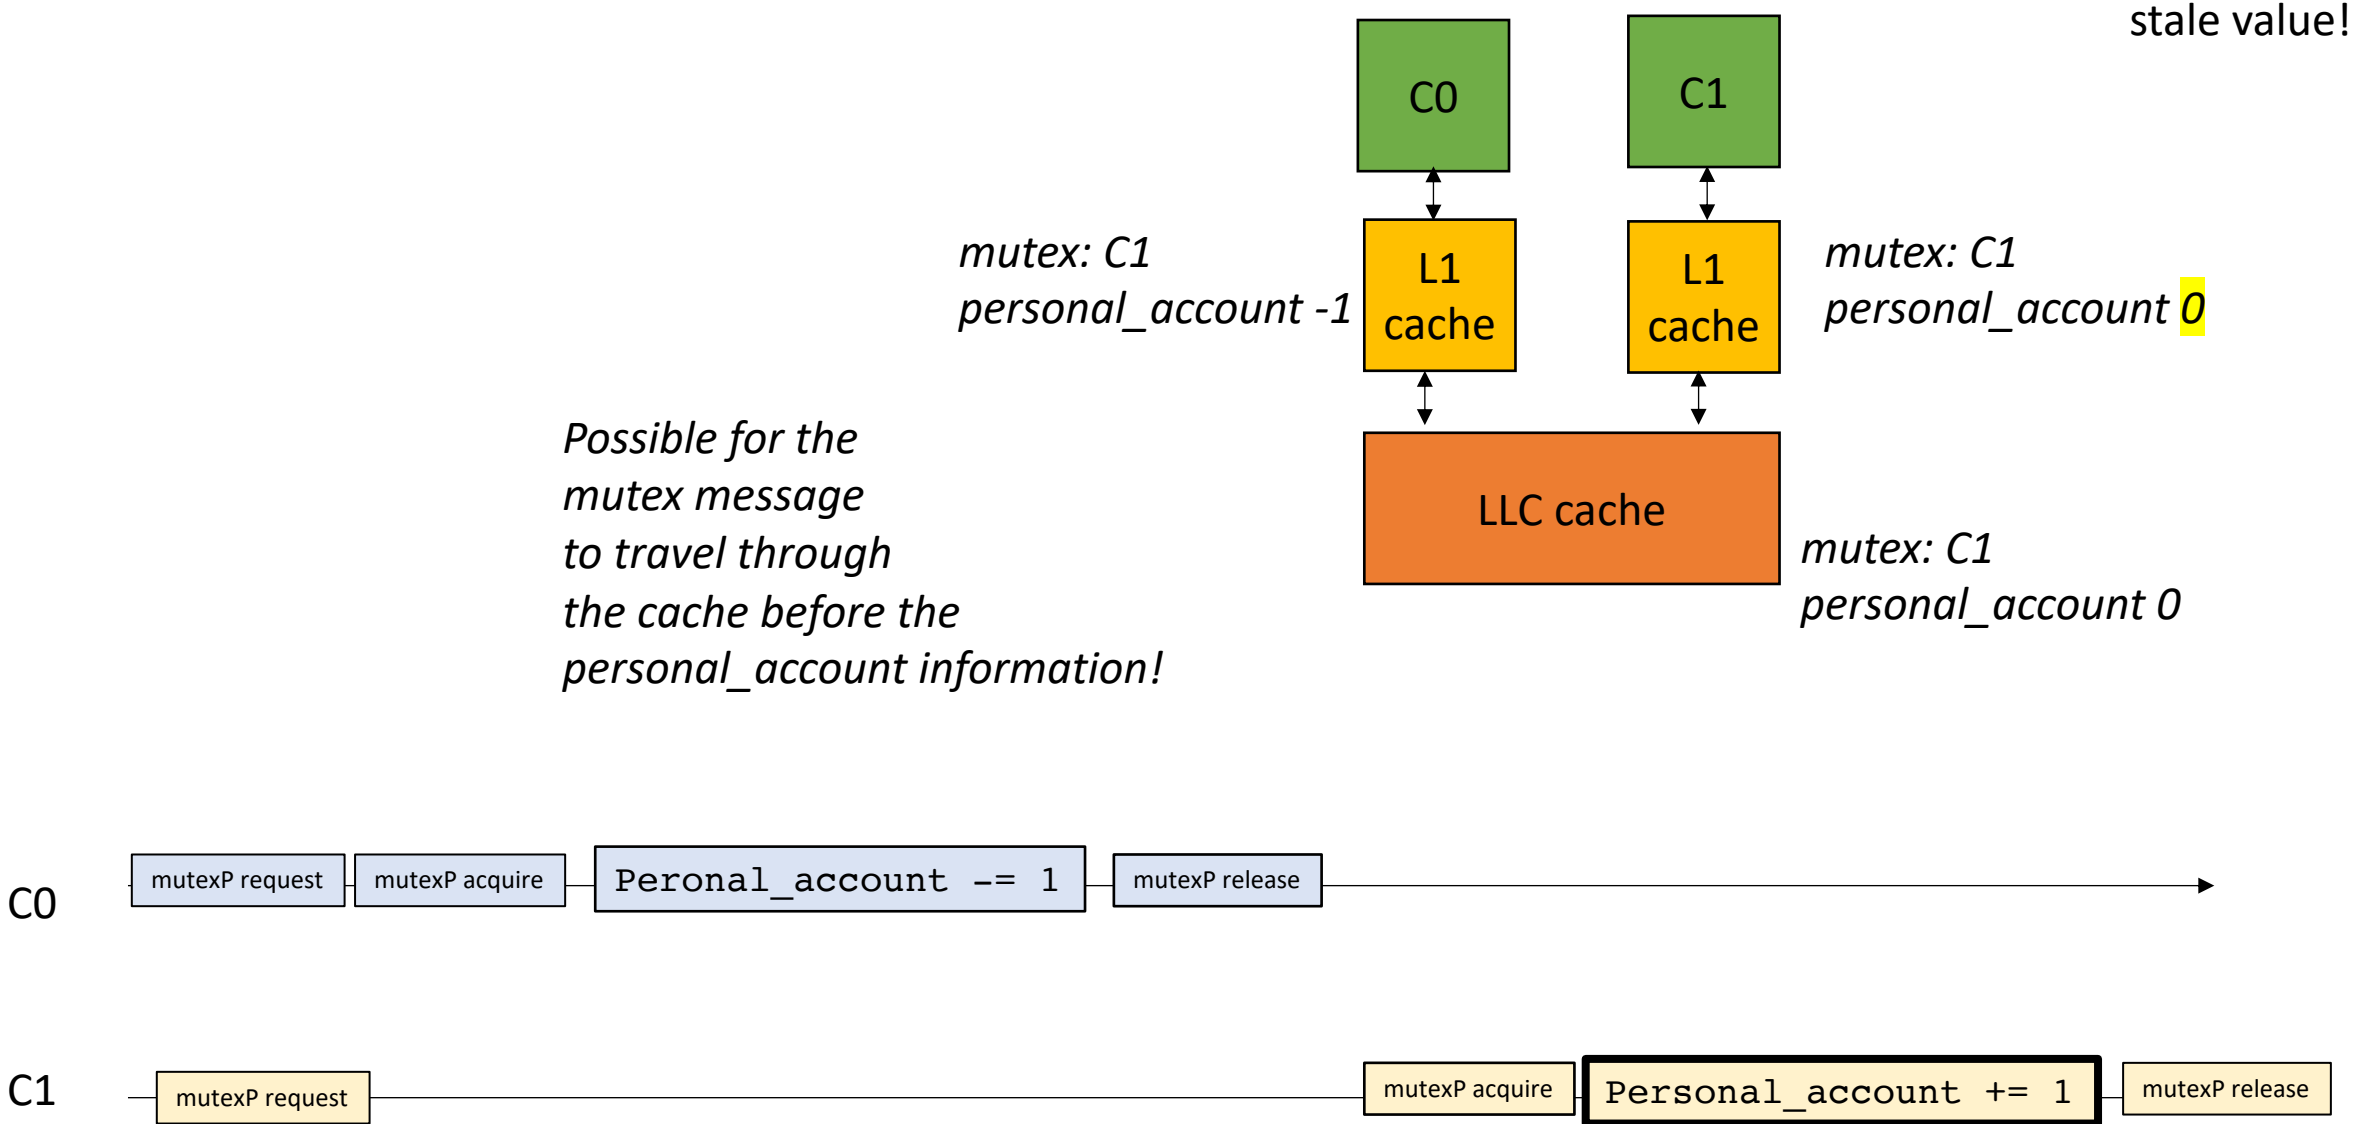 stale value!
C0
C1
mutex: C1
personal_account -1
L1
cache
L1
cache
mutex: C1
personal_account 0
Possible for the
mutex message
to travel through
the cache before the
personal_account information!
LLC cache
mutex: C1
personal_account 0
C0
mutexP request
mutexP acquire
Peronal_account -= 1
mutexP release
C1
mutexP request
mutexP acquire
Personal_account += 1
mutexP release